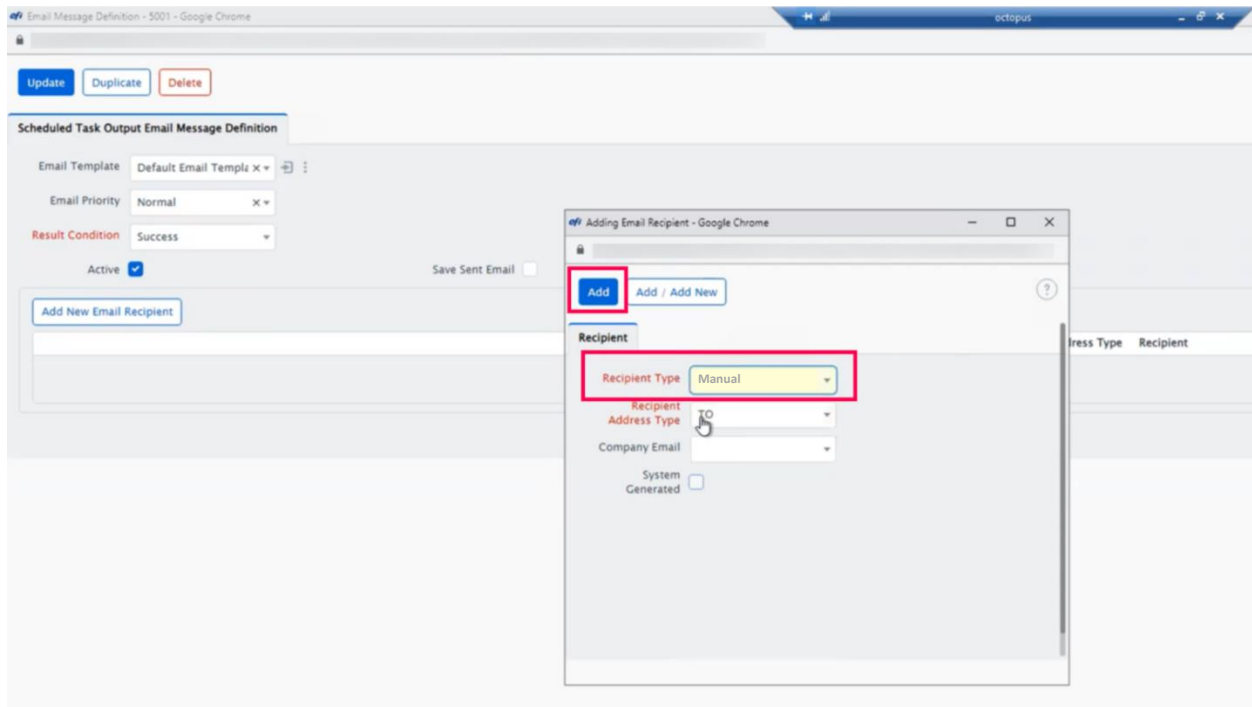 efi Email Message Definition - 5001 - Google Chrome
octopus
Update Duplicate Delete
Scheduled Task Output Email Message Definition
Email Template Default Email Templa
Email Priority Normal
Result Condition Success
Active Save Sent Email
Add New Email Recipient
Recipient
efi Adding Email Recipient - Google Chrome
Add Add / Add New ?
Recipient
Recipient Type Manual
Recipient
Address Type TO
Company Email
System
Generated
dress Type